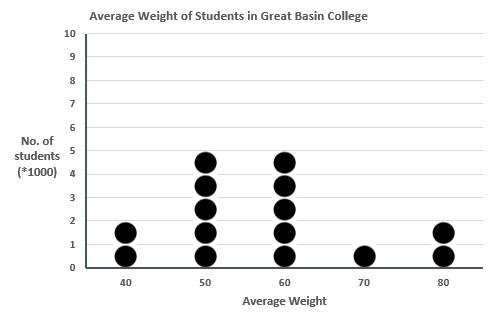 Average Weight of Students in Great Basin College
10
9
8
7
6
5
4
3
2
1
0
No. of
students
(*1000)
40 50 60 70 80
Average Weight